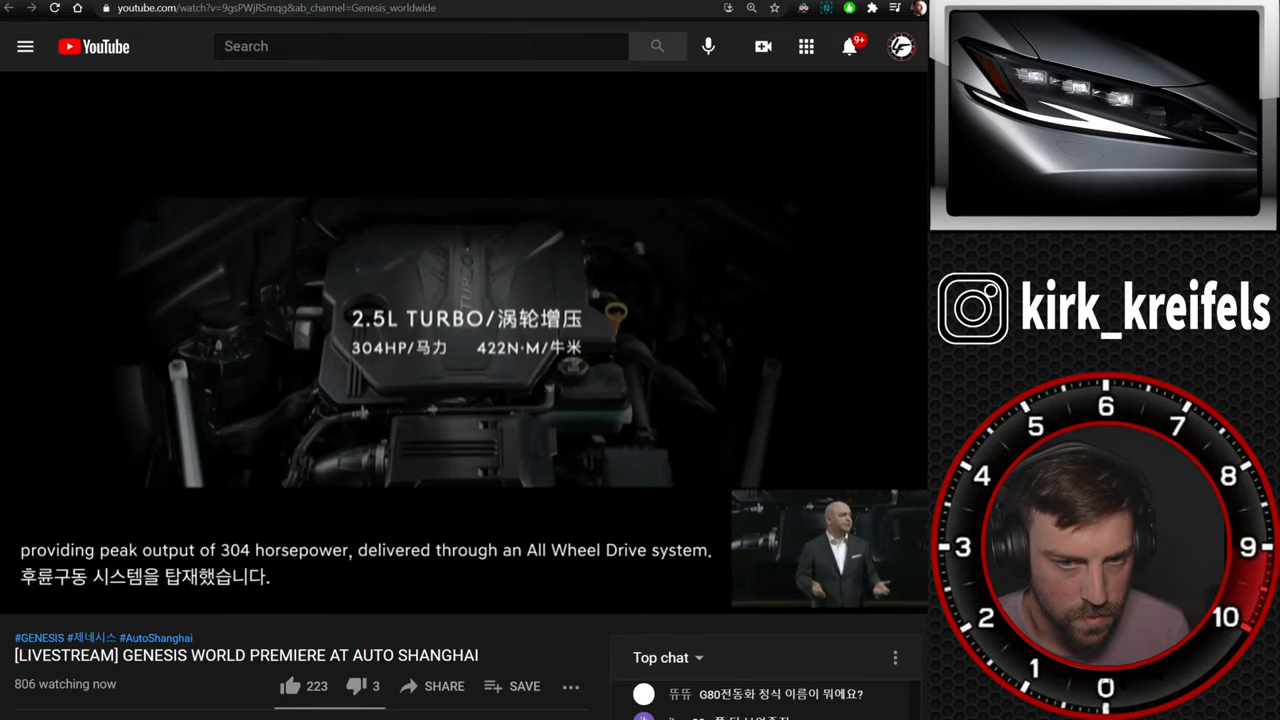 youtube.com/watch?v=9gsPWjRSmqg&ab_channel=Genesis_worldwide
YouTube
Search
9+
TURBO
2.5L TURBO/涡轮增压
304HP/马力 422N·M/牛米
providing peak output of 304 horsepower, delivered through an All Wheel Drive system.
후륜구동 시스템을 탑재했습니다.
#GENESIS #제네시스 #AutoShanghai
[LIVESTREAM] GENESIS WORLD PREMIERE AT AUTO SHANGHAI
806 watching now
223
3
SHARE
SAVE
Top chat
뜌뜌 G80전동화 정식 이름이 뭐에요?
kirk_kreifels
0
1
2
3
4
5
6
7
8
9
10